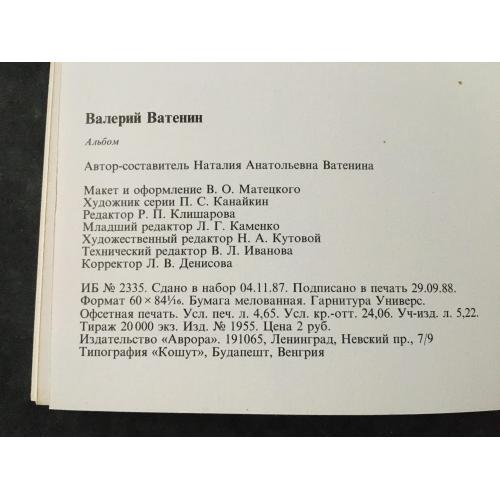 Валерий Ватенин
Альбом
Автор-составитель Наталия Анатольевна Ватенина
Макет и оформление В. О. Матецкого
Художник серии П. С. Канайкин
Редактор Р. П. Клишарова
Младший редактор Л. Г. Каменко
Художественный редактор Н. А. Кутовой
Технический редактор В. Л. Иванова
Корректор Л. В. Денисова
ИБ № 2335. Сдано в набор 04.11.87. Подписано в печать 29.09.88.
Формат 60 × 84⅟₁₆. Бумага мелованная. Гарнитура Универс.
Офсетная печать. Усл. печ. л. 4,65. Усл. кр.-отт. 24,06. Уч-изд. л. 5,22.
Тираж 20 000 экз. Изд. № 1955. Цена 2 руб.
Издательство «Аврора». 191065, Ленинград, Невский пр., 7/9
Типография «Кошут», Будапешт, Венгрия